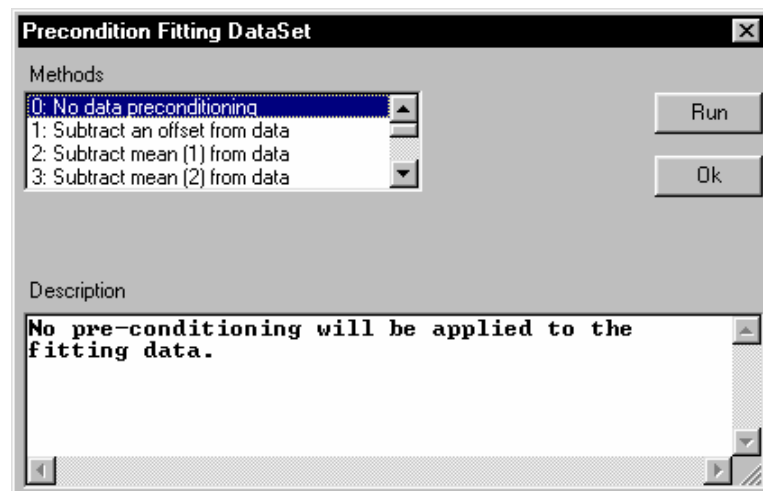 Precondition Fitting DataSet
Methods
0: No data preconditioning
1: Subtract an offset from data
2: Subtract mean (1) from data
3: Subtract mean (2) from data
Run
Ok
Description
No pre-conditioning will be applied to the
fitting data.